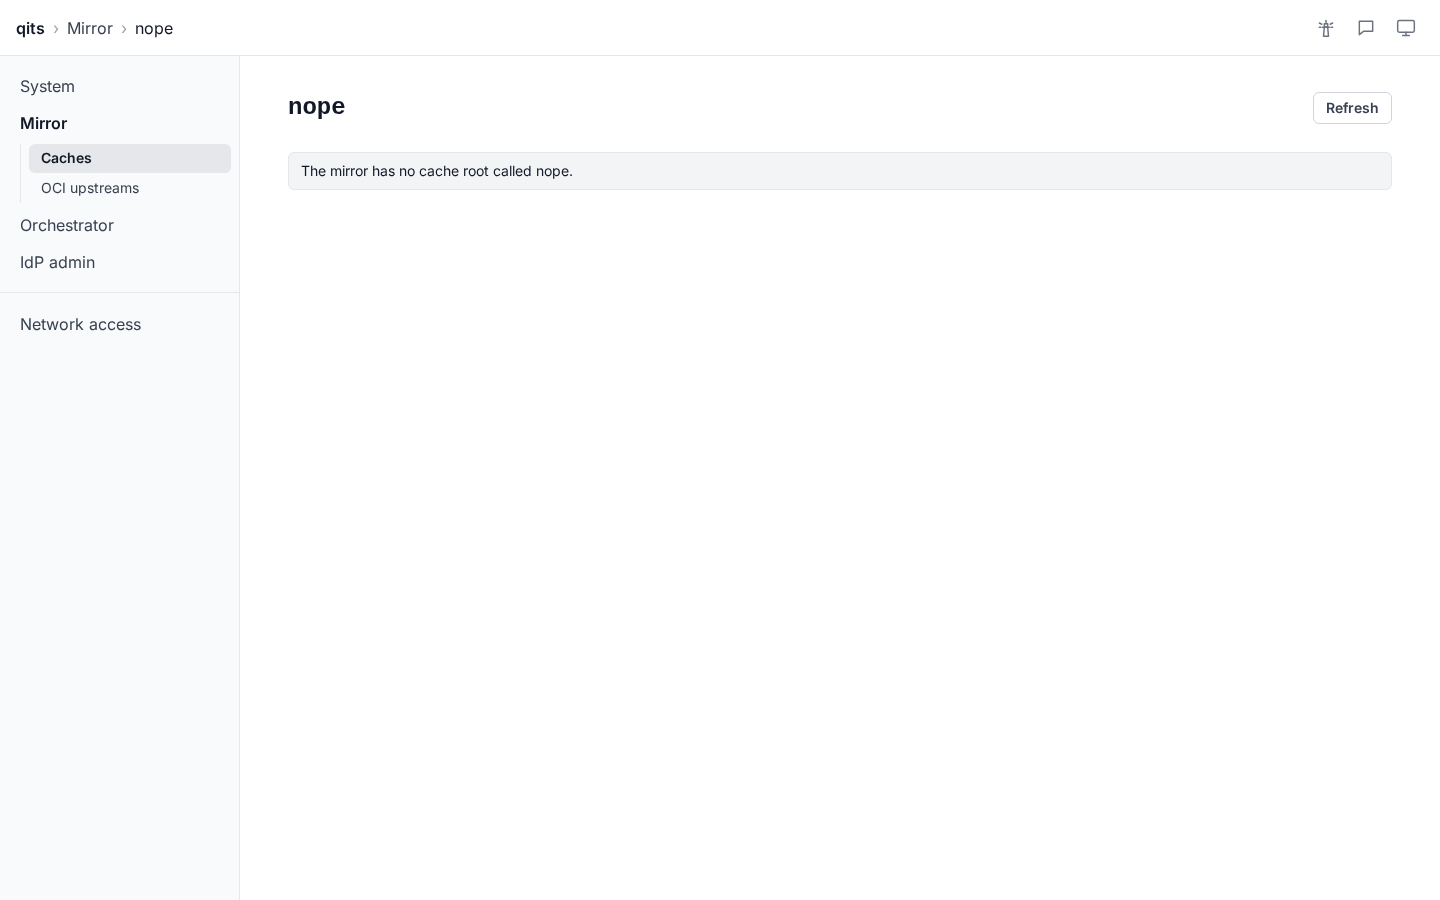 qits › Mirror › nope
System
Mirror
Caches
OCI upstreams
Orchestrator
IdP admin
Network access
nope
Refresh
The mirror has no cache root called nope.